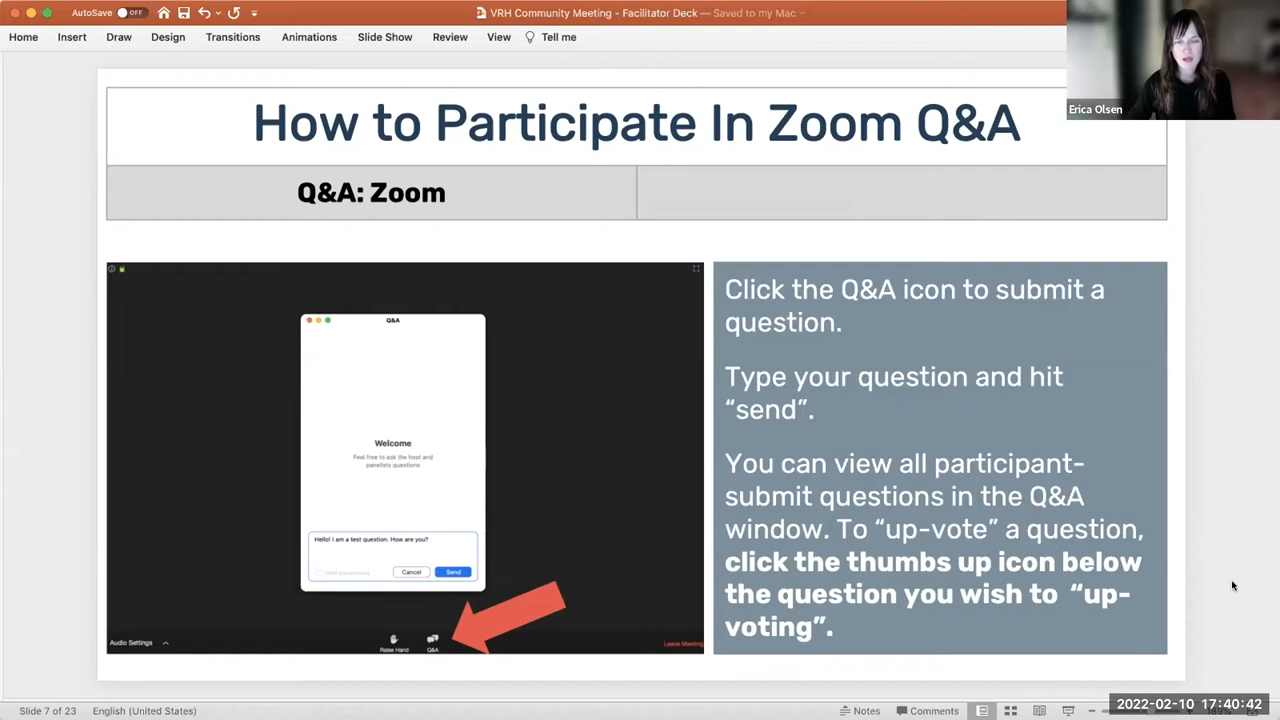 AutoSave OFF
VRH Community Meeting - Facilitator Deck — Saved to my Mac
Home Insert Draw Design Transitions Animations Slide Show Review View Tell me
Erica Olsen
How to Participate In Zoom Q&A
Q&A: Zoom
Q&A
Welcome
Feel free to ask the host and
panelists questions
Hello! I am a test question. How are you?
Send anonymously
Cancel Send
Audio Settings
Raise Hand
Q&A
Leave Meeting
Click the Q&A icon to submit a
question.
Type your question and hit
“send”.
You can view all participant-
submit questions in the Q&A
window. To “up-vote” a question,
click the thumbs up icon below
the question you wish to “up-
voting”.
Slide 7 of 23
English (United States)
Notes
Comments
2022-02-10 17:40:42